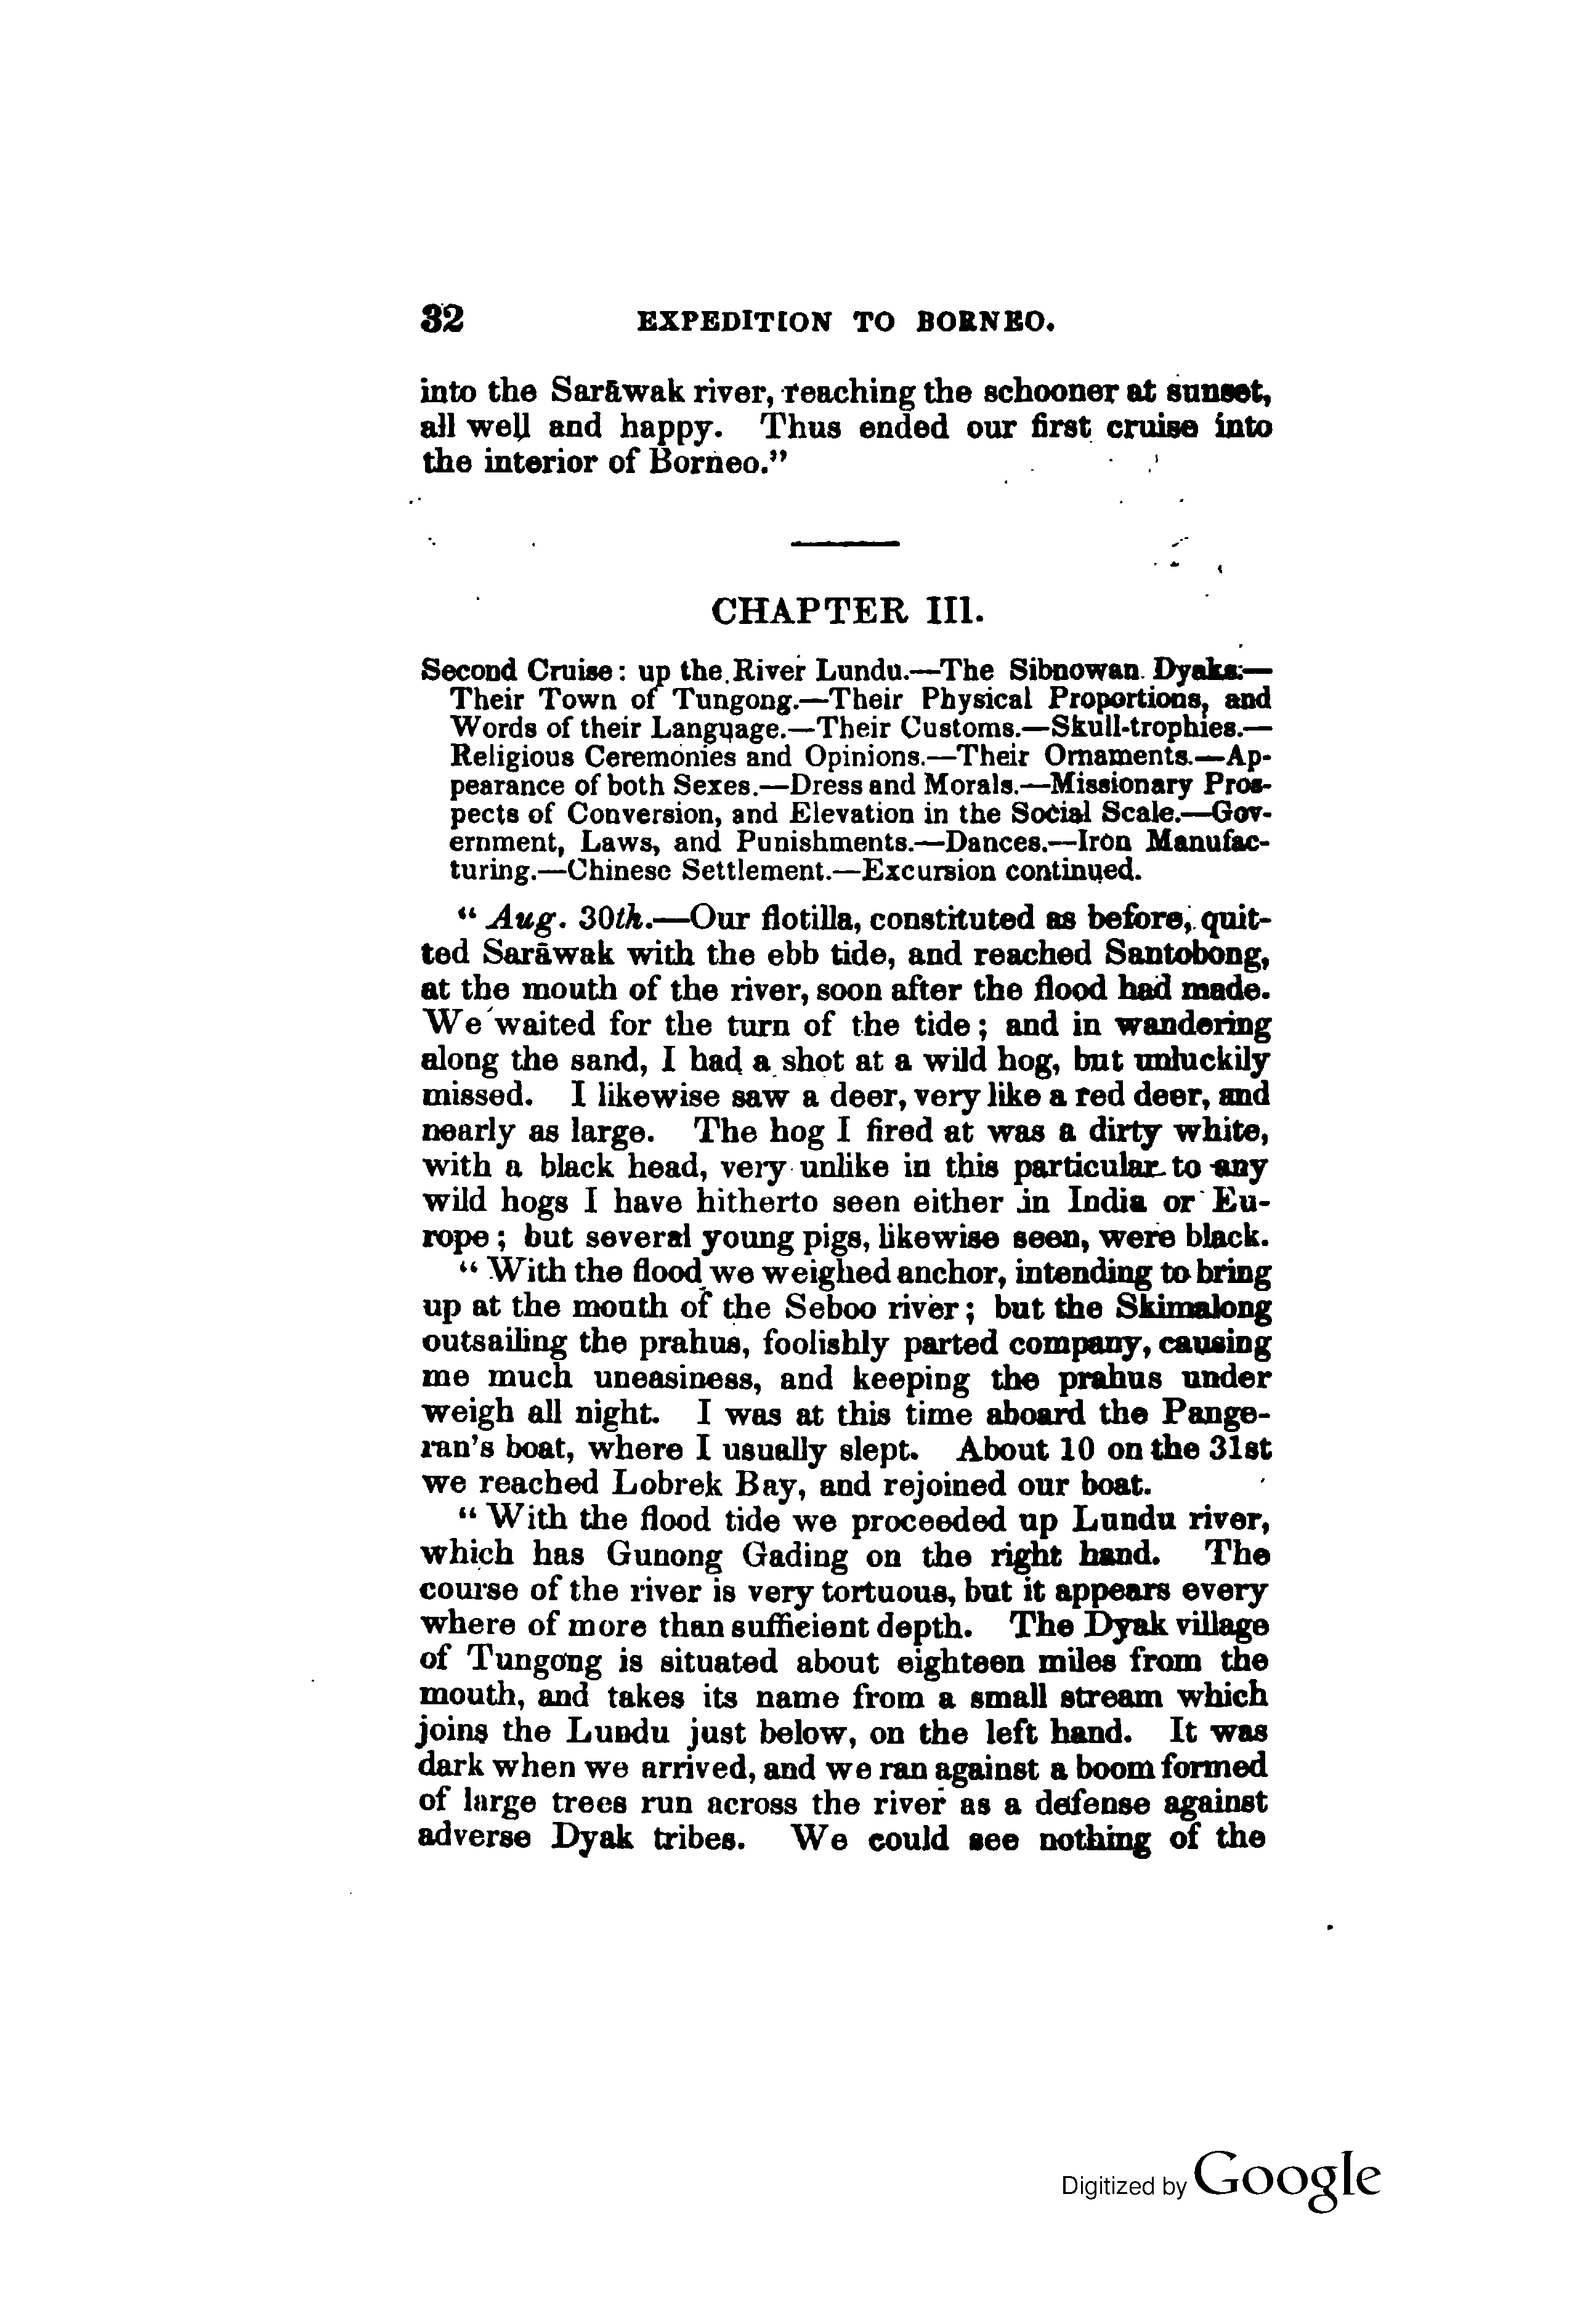 32 EXPEDITION TO BORNEO.
into the Sarāwak river, reaching the schooner at sunset,
all well and happy. Thus ended our first cruise into
the interior of Borneo."
CHAPTER III.
Second Cruise: up the River Lundu.—The Sibnowan Dyaks.—
Their Town of Tungong.—Their Physical Proportions, and
Words of their Language.—Their Customs.—Skull-trophies.—
Religious Ceremonies and Opinions.—Their Ornaments.—Ap-
pearance of both Sexes.—Dress and Morals.—Missionary Pros-
pects of Conversion, and Elevation in the Social Scale.—Gov-
ernment, Laws, and Punishments.—Dances.—Iron Manufac-
turing.—Chinese Settlement.—Excursion continued.
" Aug. 30th.—Our flotilla, constituted as before, quit-
ted Sarāwak with the ebb tide, and reached Santobong,
at the mouth of the river, soon after the flood had made.
We waited for the turn of the tide; and in wandering
along the sand, I had a shot at a wild hog, but unluckily
missed. I likewise saw a deer, very like a red deer, and
nearly as large. The hog I fired at was a dirty white,
with a black head, very unlike in this particular to any
wild hogs I have hitherto seen either in India or Eu-
rope; but several young pigs, likewise seen, were black.
" With the flood we weighed anchor, intending to bring
up at the mouth of the Seboo river; but the Skimalong
outsailing the prahus, foolishly parted company, causing
me much uneasiness, and keeping the prahus under
weigh all night. I was at this time aboard the Pange-
ran's boat, where I usually slept. About 10 on the 31st
we reached Lobrek Bay, and rejoined our boat.
" With the flood tide we proceeded up Lundu river,
which has Gunong Gading on the right hand. The
course of the river is very tortuous, but it appears every
where of more than sufficient depth. The Dyak village
of Tungong is situated about eighteen miles from the
mouth, and takes its name from a small stream which
joins the Lundu just below, on the left hand. It was
dark when we arrived, and we ran against a boom formed
of large trees run across the river as a defense against
adverse Dyak tribes. We could see nothing of the
Digitized by Google